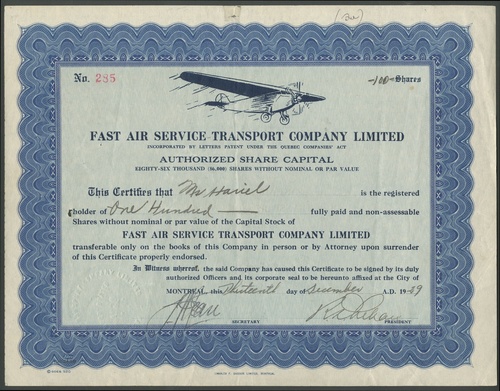 (Bur)
No. 285
-100- Shares
FAST AIR SERVICE TRANSPORT COMPANY LIMITED
INCORPORATED BY LETTERS PATENT UNDER THE QUEBEC COMPANIES' ACT
AUTHORIZED SHARE CAPITAL
EIGHTY-SIX THOUSAND (86,000) SHARES WITHOUT NOMINAL OR PAR VALUE
This Certifies that Mr Hariel is the registered
holder of One Hundred fully paid and non-assessable
Shares without nominal or par value of the Capital Stock of
FAST AIR SERVICE TRANSPORT COMPANY LIMITED
transferable only on the books of this Company in person or by Attorney upon surrender
of this Certificate properly endorsed.
In Witness whereof, the said Company has caused this Certificate to be signed by its duly
authorized Officers and its corporate seal to be hereunto affixed at the City of
MONTREAL, this Thirteenth day of December A.D. 1929
SECRETARY
PRESIDENT